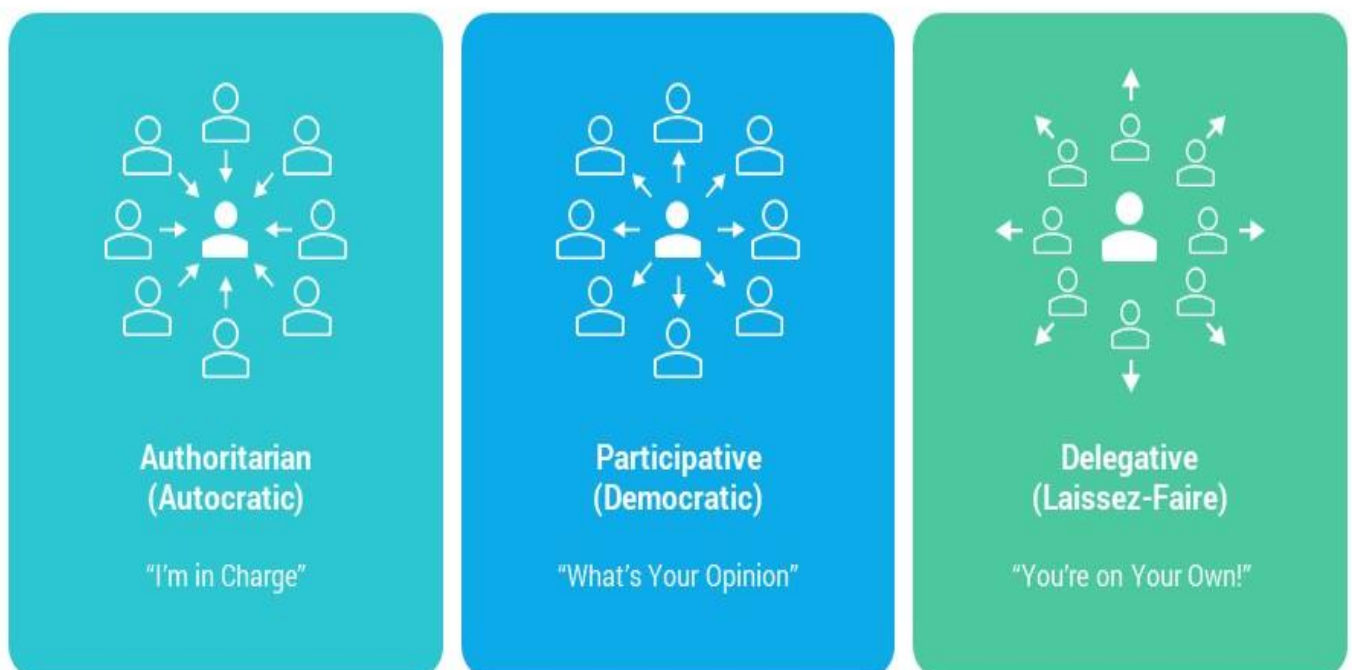 Authoritarian
(Autocratic)
“I'm in Charge”
Participative
(Democratic)
“What's Your Opinion”
Delegative
(Laissez-Faire)
“You're on Your Own!”